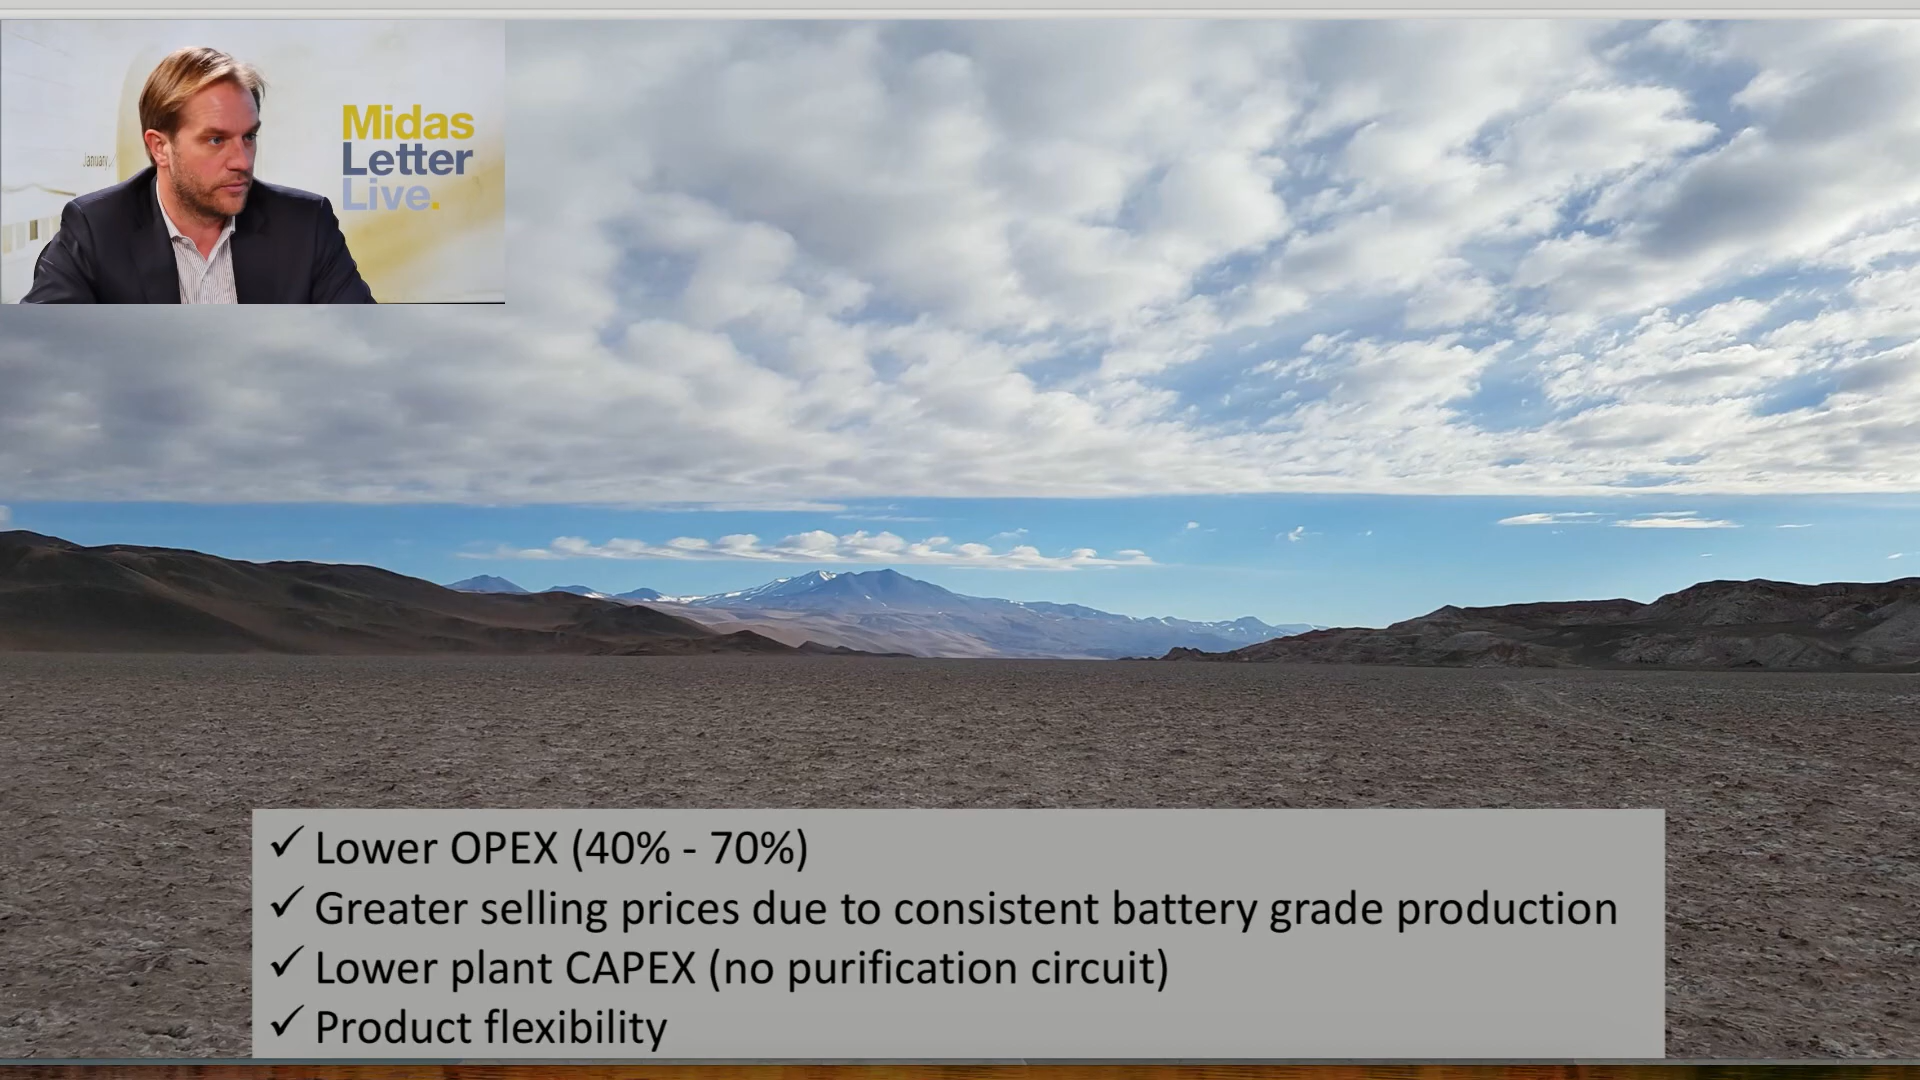 January,
Midas
Letter
Live.
✓ Lower OPEX (40% - 70%)
✓ Greater selling prices due to consistent battery grade production
✓ Lower plant CAPEX (no purification circuit)
✓ Product flexibility